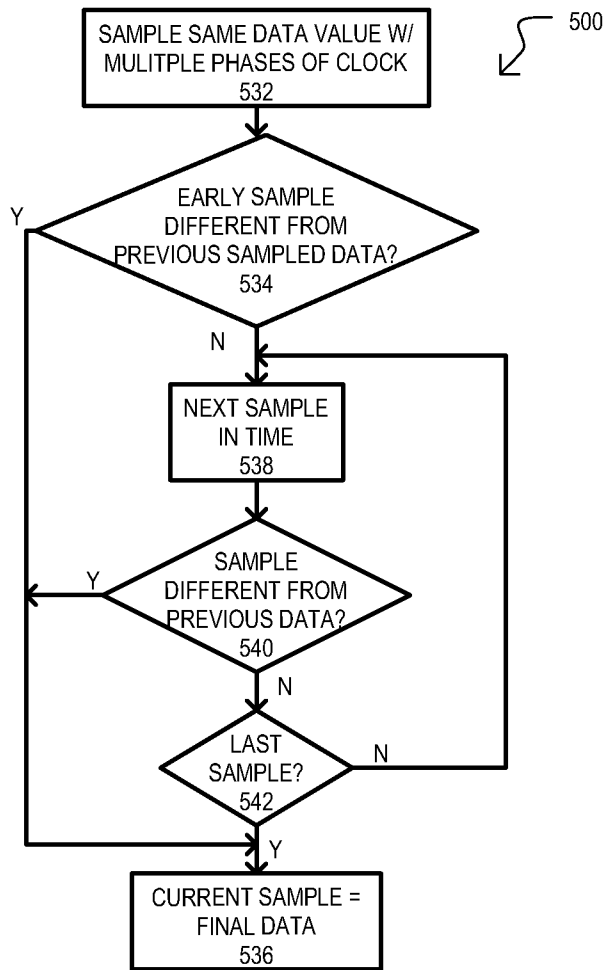 500
SAMPLE SAME DATA VALUE W/
MULITPLE PHASES OF CLOCK
532
EARLY SAMPLE
DIFFERENT FROM
PREVIOUS SAMPLED DATA?
534
Y
N
NEXT SAMPLE
IN TIME
538
SAMPLE
DIFFERENT FROM
PREVIOUS DATA?
540
Y
N
LAST
SAMPLE?
542
N
Y
CURRENT SAMPLE =
FINAL DATA
536